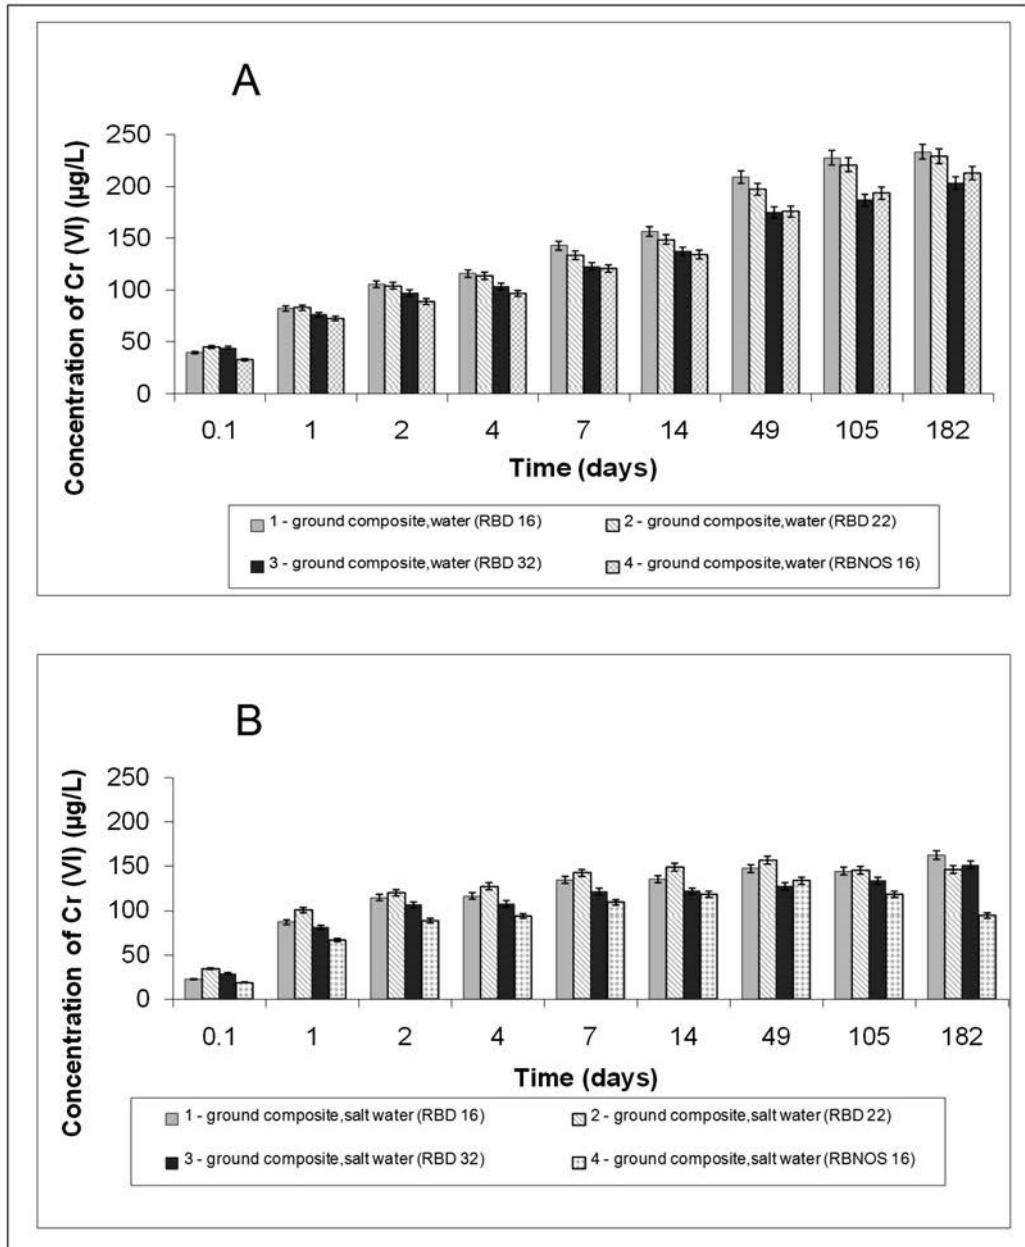 A
Concentration of Cr (VI) (µg/L)
250
200
150
100
50
0
0.1 1 2 4 7 14 49 105 182
Time (days)
1 - ground composite,water (RBD 16) 2 - ground composite,water (RBD 22)
3 - ground composite,water (RBD 32) 4 - ground composite,water (RBNOS 16)
B
Concentration of Cr (VI) (µg/L)
250
200
150
100
50
0
0.1 1 2 4 7 14 49 105 182
Time (days)
1 - ground composite,salt water (RBD 16) 2 - ground composite,salt water (RBD 22)
3 - ground composite,salt water (RBD 32) 4 - ground composite,salt water (RBNOS 16)